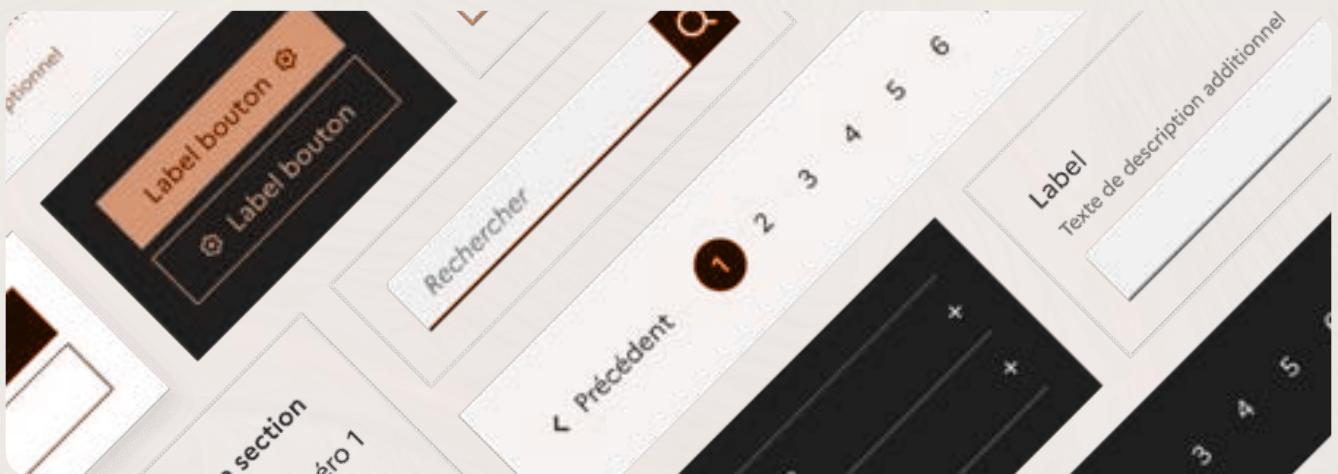 Label bouton
Label bouton
Rechercher
Précédent 1 2 3 4 5 6
Label
Texte de description additionnel
section
3 4 5